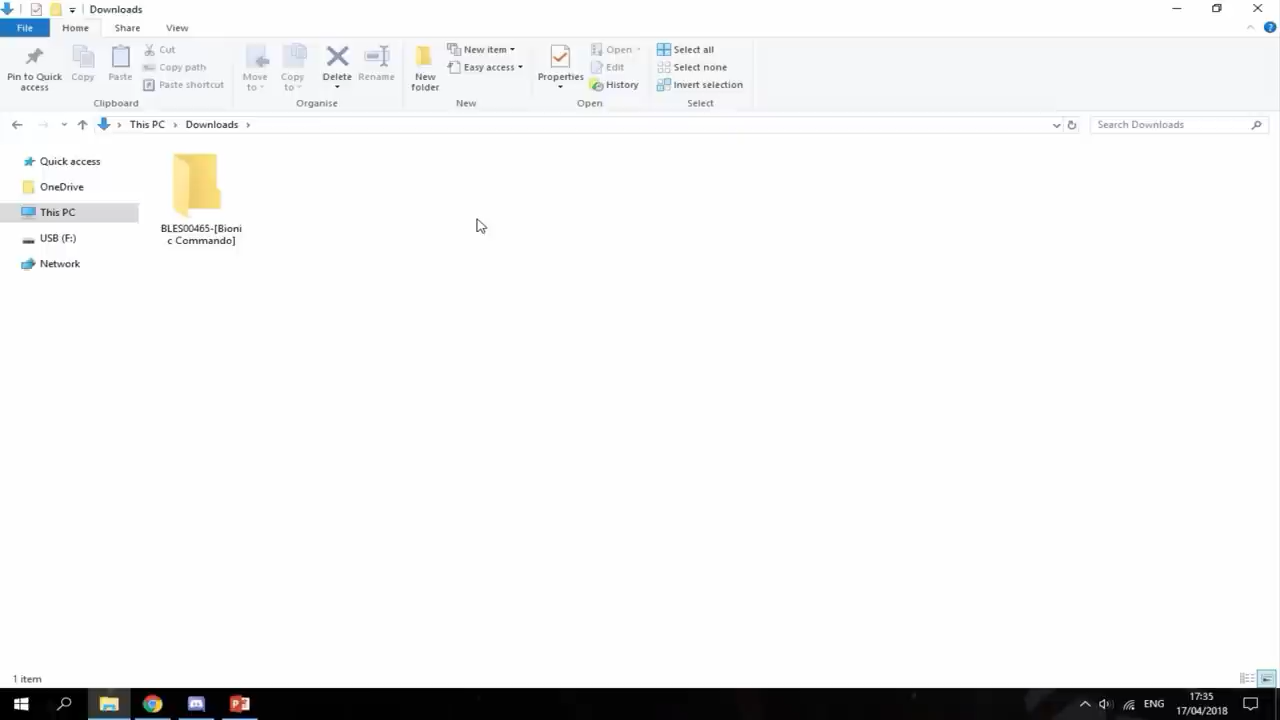 Downloads
File Home Share View
Pin to Quick access
Copy
Paste
Cut
Copy path
Paste shortcut
Clipboard
Move to
Copy to
Delete
Rename
Organise
New folder
New item
Easy access
New
Properties
Open
Edit
History
Open
Select all
Select none
Invert selection
Select
This PC Downloads
Search Downloads
Quick access
OneDrive
This PC
USB (F:)
Network
BLES00465-[Bioni
c Commando]
1 item
ENG
17:35
17/04/2018